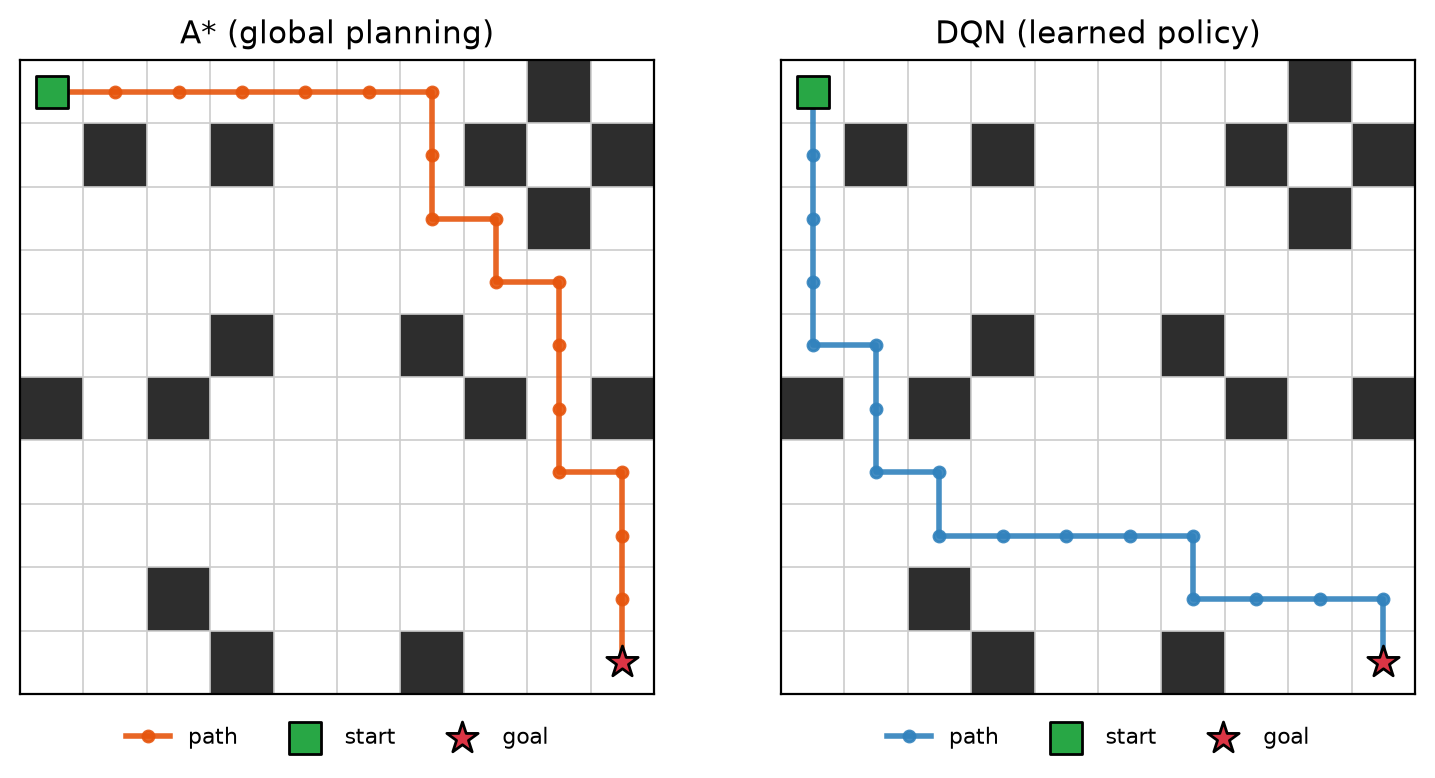 A* (global planning)
DQN (learned policy)
path start goal
path start goal